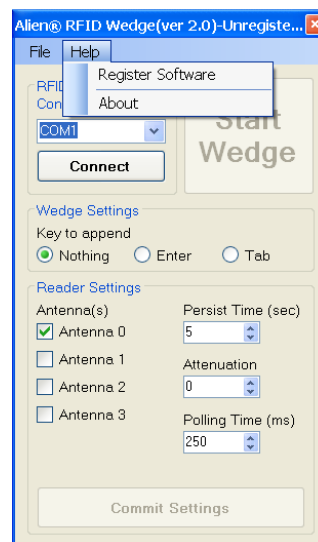 Alien® RFID Wedge(ver 2.0)-Unregiste...
File Help
Register Software
About
RFID
Con
COM1
Connect
Start
Wedge
Wedge Settings
Key to append
Nothing Enter Tab
Reader Settings
Antenna(s) Persist Time (sec)
Antenna 0 5
Antenna 1 Attenuation
Antenna 2 0
Antenna 3 Polling Time (ms)
250
Commit Settings